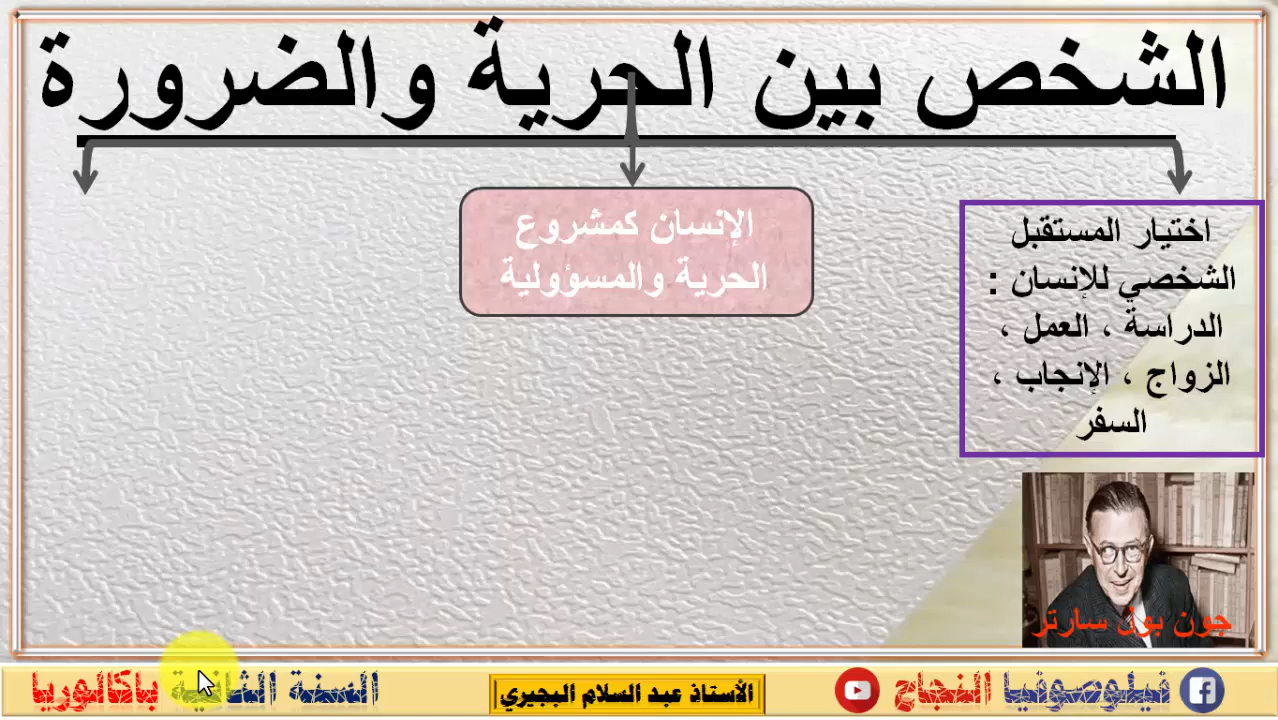 الشخص بين الحرية والضرورة
اختيار المستقبل
الشخصي للإنسان :
الدراسة ، العمل ،
الزواج ، الإنجاب ،
السفر
الإنسان كمشروع
الحرية والمسؤولية
جون بول سارتر
فيلوصوفيا النجاح
الأستاذ عبد السلام البجيري
السنة الثانية باكالوريا